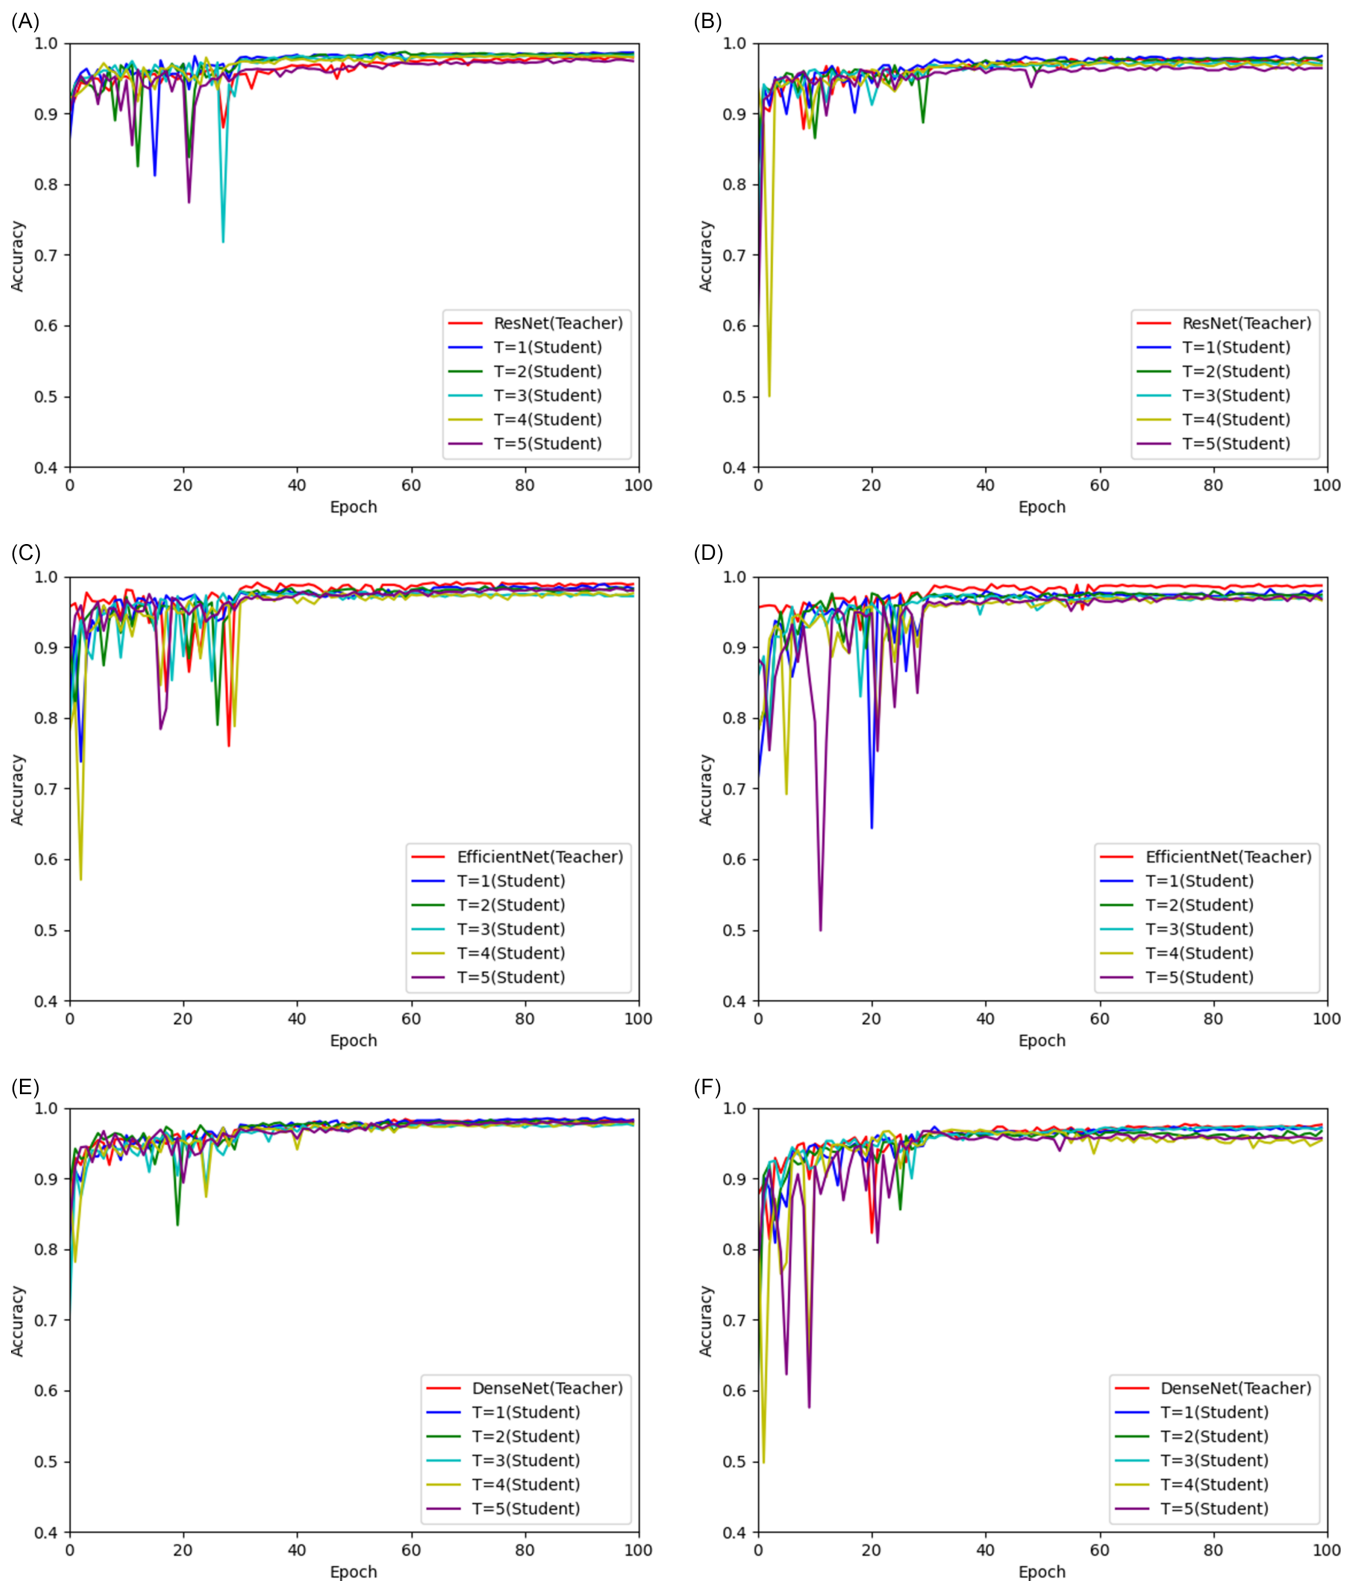 (A)
1.0
0.9
0.8
0.7
0.6
0.5
0.4
Accuracy
ResNet(Teacher)
T=1(Student)
T=2(Student)
T=3(Student)
T=4(Student)
T=5(Student)
0 20 40 60 80 100
Epoch
(B)
1.0
0.9
0.8
0.7
0.6
0.5
0.4
Accuracy
ResNet(Teacher)
T=1(Student)
T=2(Student)
T=3(Student)
T=4(Student)
T=5(Student)
0 20 40 60 80 100
Epoch
(C)
1.0
0.9
0.8
0.7
0.6
0.5
0.4
Accuracy
EfficientNet(Teacher)
T=1(Student)
T=2(Student)
T=3(Student)
T=4(Student)
T=5(Student)
0 20 40 60 80 100
Epoch
(D)
1.0
0.9
0.8
0.7
0.6
0.5
0.4
Accuracy
EfficientNet(Teacher)
T=1(Student)
T=2(Student)
T=3(Student)
T=4(Student)
T=5(Student)
0 20 40 60 80 100
Epoch
(E)
1.0
0.9
0.8
0.7
0.6
0.5
0.4
Accuracy
DenseNet(Teacher)
T=1(Student)
T=2(Student)
T=3(Student)
T=4(Student)
T=5(Student)
0 20 40 60 80 100
Epoch
(F)
1.0
0.9
0.8
0.7
0.6
0.5
0.4
Accuracy
DenseNet(Teacher)
T=1(Student)
T=2(Student)
T=3(Student)
T=4(Student)
T=5(Student)
0 20 40 60 80 100
Epoch